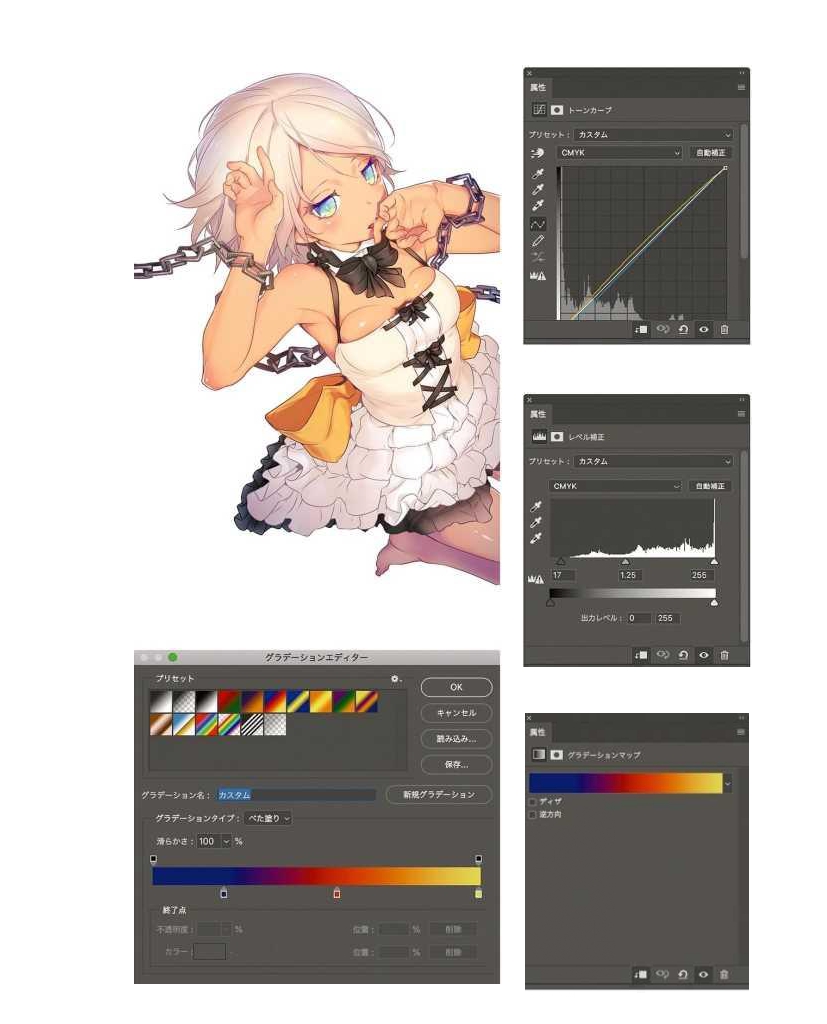 属性
トーンカーブ
プリセット： カスタム
CMYK 自動補正
属性
レベル補正
プリセット： カスタム
CMYK 自動補正
17 1.25 255
出力レベル： 0 255
グラデーションエディター
プリセット
OK
キャンセル
読み込み...
保存...
グラデーション名： カスタム 新規グラデーション
グラデーションタイプ： べた塗り
滑らかさ： 100 %
終了点
不透明度： % 位置： % 削除
カラー： 位置： % 削除
属性
グラデーションマップ
ディザ
逆方向